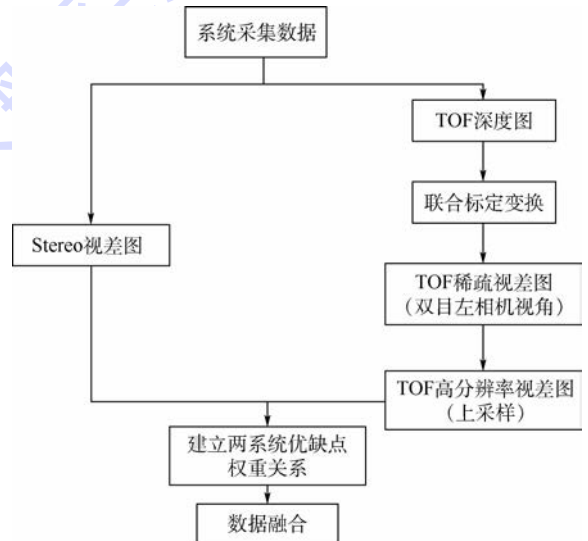 系统采集数据
TOF深度图
联合标定变换
Stereo视差图
TOF稀疏视差图
(双目左相机视角)
TOF高分辨率视差图
(上采样)
建立两系统优缺点
权重关系
数据融合